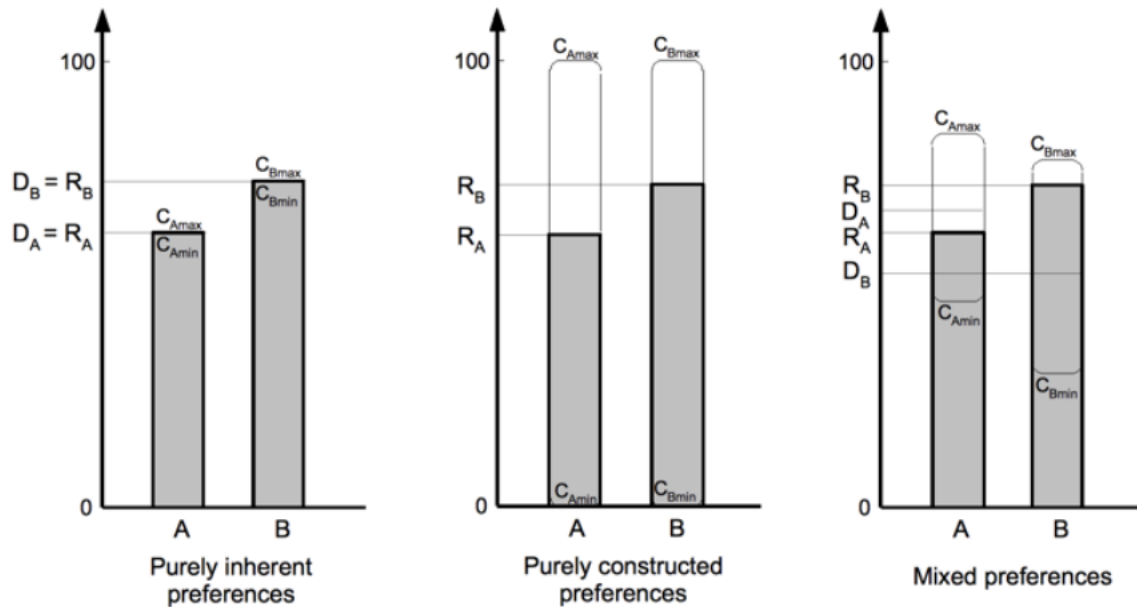 100
D_B = R_B
D_A = R_A
C_Bmax
C_Bmin
C_Amax
C_Amin
0
A B
Purely inherent
preferences
100
C_Amax C_Bmax
R_B
R_A
C_Amin C_Bmin
0
A B
Purely constructed
preferences
100
C_Amax
C_Bmax
R_B
D_A
R_A
D_B
C_Amin
C_Bmin
0
A B
Mixed preferences